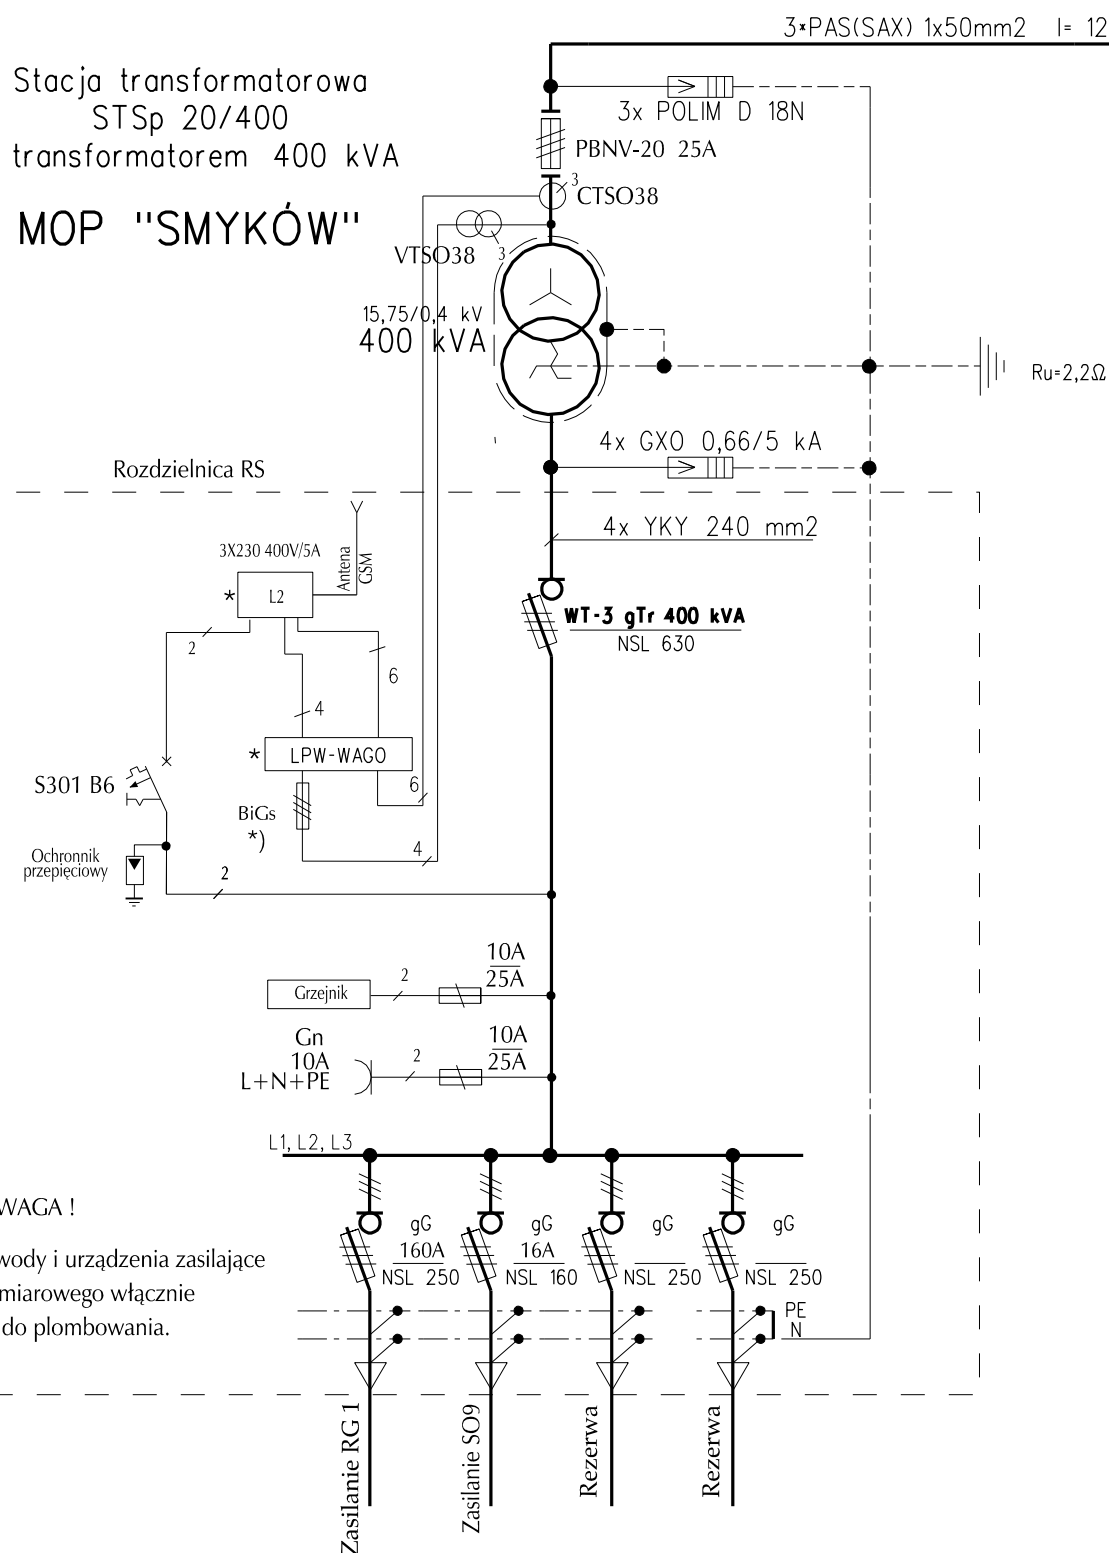 3*PAS(SAX) 1x50mm2 l= 12
Stacja transformatorowa
STSp 20/400
transformatorem 400 kVA
MOP "SMYKÓW"
3x POLIM D 18N
PBNV-20 25A
3
CTSO38
VTSO38
3
15,75/0,4 kV
400 kVA
Ru=2,2Ω
4x GXO 0,66/5 kA
Rozdzielnica RS
4x YKY 240 mm2
3X230 400V/5A
Antena
GSM
*
L2
WT-3 gTr 400 kVA
NSL 630
2
6
4
*
LPW-WAGO
S301 B6
6
BiGs
*)
4
Ochronnik
przepięciowy
2
10A
25A
2
Grzejnik
Gn
10A
L+N+PE
2
10A
25A
L1, L2, L3
WAGA !
wody i urządzenia zasilające
miarowego włącznie
do plombowania.
gG
160A
NSL 250
gG
16A
NSL 160
gG
NSL 250
gG
NSL 250
PE
N
Zasilanie RG 1
Zasilanie SO9
Rezerwa
Rezerwa